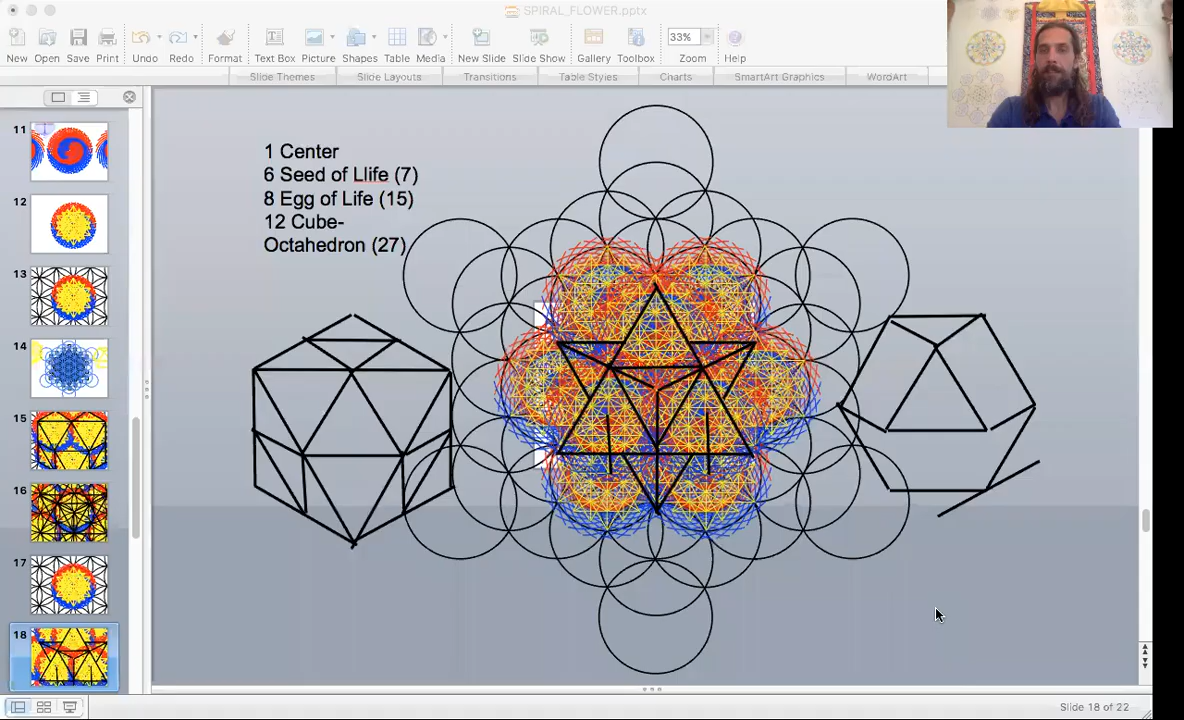 SPIRAL_FLOWER.pptx
33%
New Open Save Print Undo Redo Format Text Box Picture Shapes Table Media New Slide Slide Show Gallery Toolbox Zoom Help
Slide Themes Slide Layouts Transitions Table Styles Charts SmartArt Graphics WordArt
11
12
13
14
15
16
17
18
1 Center
6 Seed of Llife (7)
8 Egg of Life (15)
12 Cube-
Octahedron (27)
Slide 18 of 22